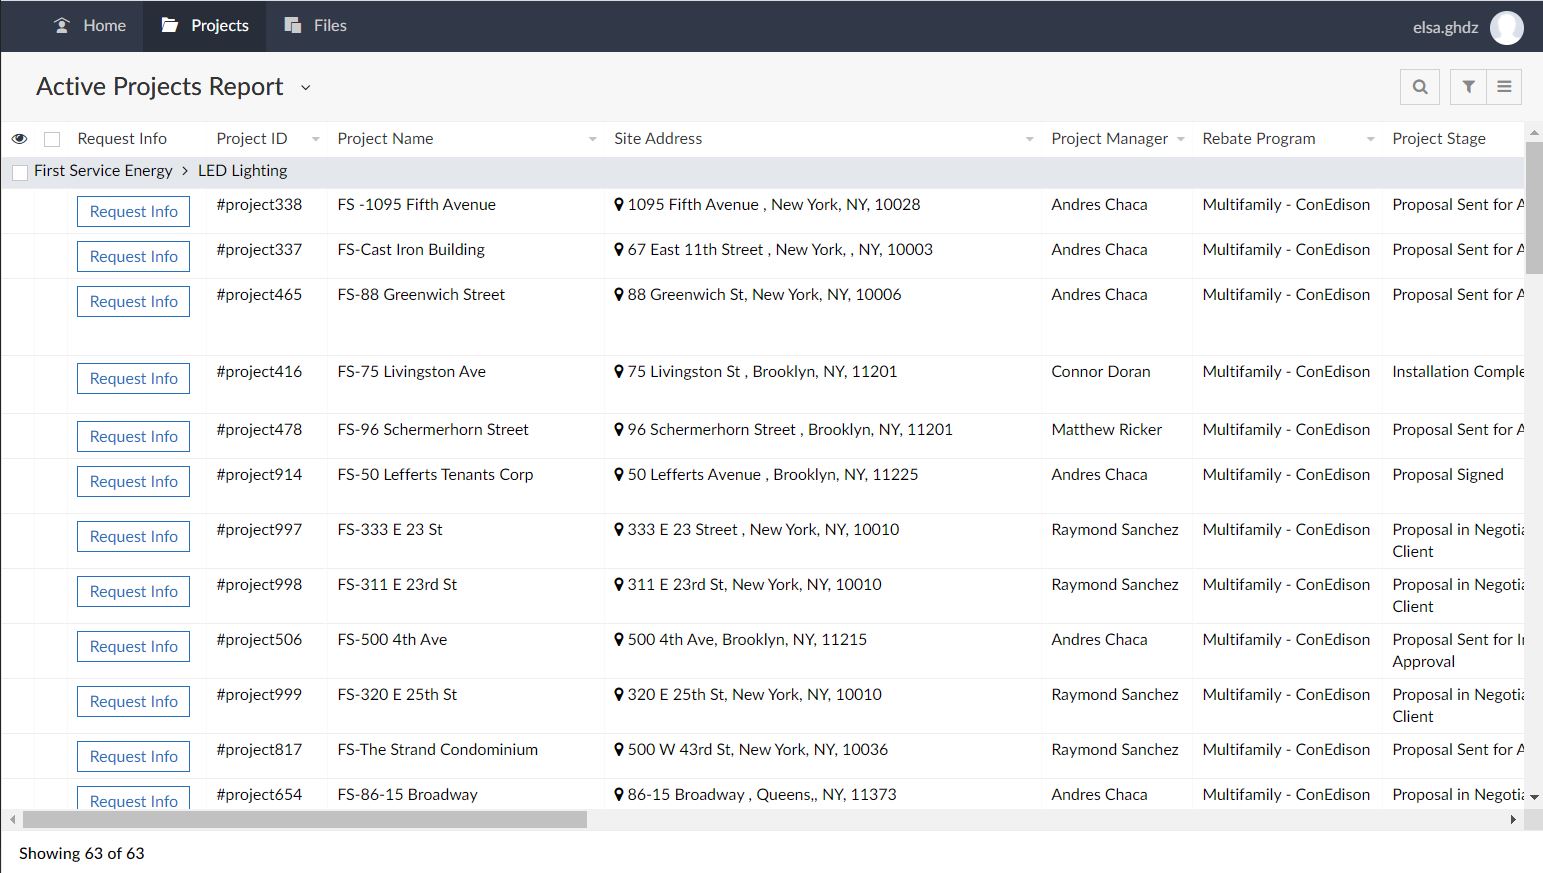 Home Projects Files elsa.ghdz
Active Projects Report
Request Info Project ID Project Name Site Address Project Manager Rebate Program Project Stage
First Service Energy > LED Lighting
Request Info #project338 FS -1095 Fifth Avenue 1095 Fifth Avenue , New York, NY, 10028 Andres Chaca Multifamily - ConEdison Proposal Sent for A
Request Info #project337 FS-Cast Iron Building 67 East 11th Street , New York, , NY, 10003 Andres Chaca Multifamily - ConEdison Proposal Sent for A
Request Info #project465 FS-88 Greenwich Street 88 Greenwich St, New York, NY, 10006 Andres Chaca Multifamily - ConEdison Proposal Sent for A
Request Info #project416 FS-75 Livingston Ave 75 Livingston St , Brooklyn, NY, 11201 Connor Doran Multifamily - ConEdison Installation Comple
Request Info #project478 FS-96 Schermerhorn Street 96 Schermerhorn Street , Brooklyn, NY, 11201 Matthew Ricker Multifamily - ConEdison Proposal Sent for A
Request Info #project914 FS-50 Lefferts Tenants Corp 50 Lefferts Avenue , Brooklyn, NY, 11225 Andres Chaca Multifamily - ConEdison Proposal Signed
Request Info #project997 FS-333 E 23 St 333 E 23 Street , New York, NY, 10010 Raymond Sanchez Multifamily - ConEdison Proposal in Negotia
Client
Request Info #project998 FS-311 E 23rd St 311 E 23rd St, New York, NY, 10010 Raymond Sanchez Multifamily - ConEdison Proposal in Negotia
Client
Request Info #project506 FS-500 4th Ave 500 4th Ave, Brooklyn, NY, 11215 Andres Chaca Multifamily - ConEdison Proposal Sent for In
Approval
Request Info #project999 FS-320 E 25th St 320 E 25th St, New York, NY, 10010 Raymond Sanchez Multifamily - ConEdison Proposal in Negotia
Client
Request Info #project817 FS-The Strand Condominium 500 W 43rd St, New York, NY, 10036 Raymond Sanchez Multifamily - ConEdison Proposal Sent for A
Request Info #project654 FS-86-15 Broadway 86-15 Broadway , Queens,, NY, 11373 Andres Chaca Multifamily - ConEdison Proposal in Negotia
Showing 63 of 63